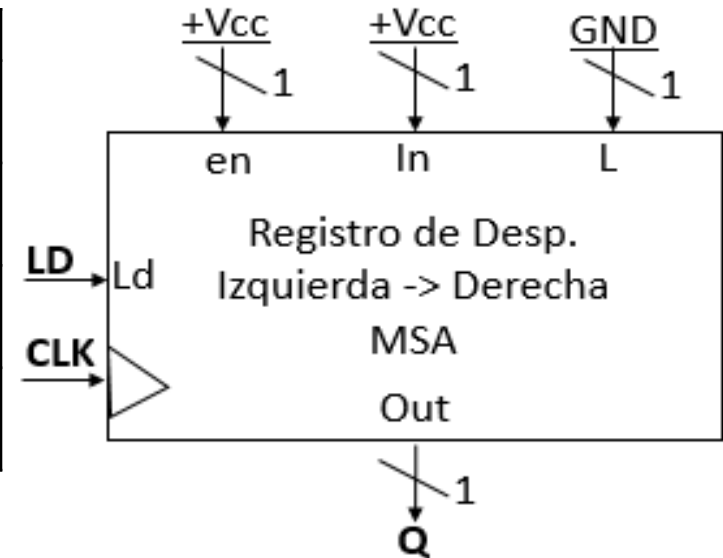 +Vcc +Vcc GND
1 1 1
en In L
Registro de Desp.
LD Ld Izquierda -> Derecha
CLK MSA
Out
1
Q